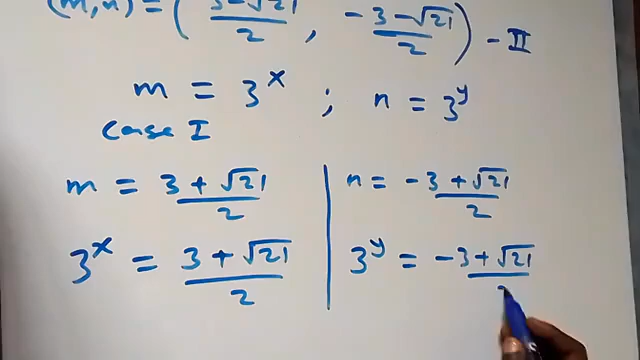 (m,n) = ( (3-√21)/2 , (-3-√21)/2 ) - II
m = 3^x ; n = 3^y
case I
m = (3 + √21)/2
n = (-3 + √21)/2
3^x = (3 + √21)/2
3^y = (-3 + √21)/2